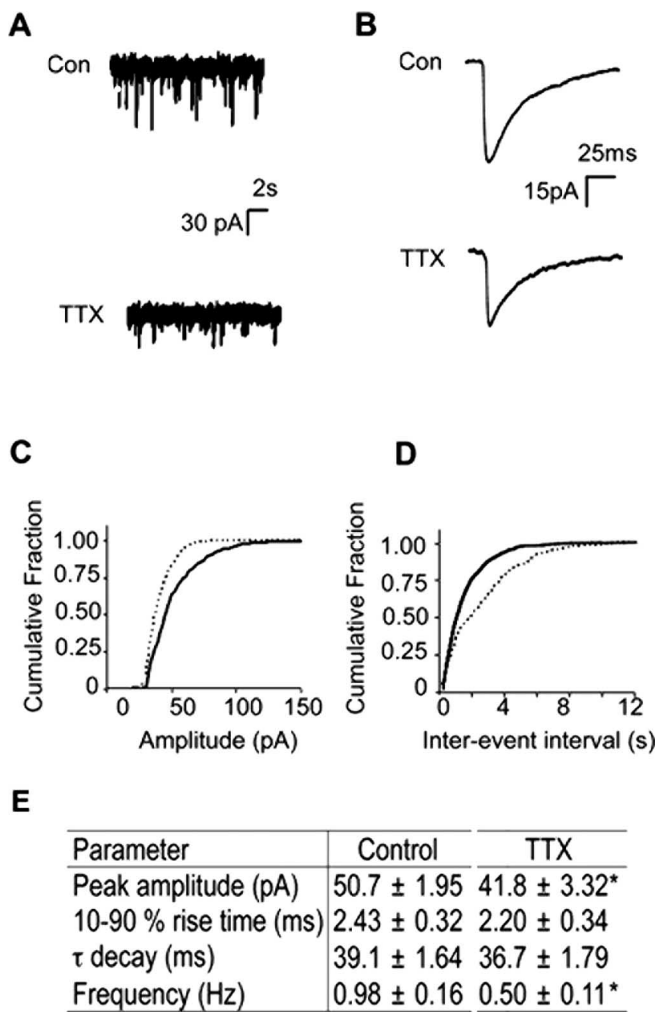 A
Con
2s
30 pA
TTX
B
Con
25ms
15pA
TTX
C
Cumulative Fraction
1.00
0.75
0.50
0.25
0
0 50 100 150
Amplitude (pA)
D
Cumulative Fraction
1.00
0.75
0.50
0.25
0
0 4 8 12
Inter-event interval (s)
E
Parameter Control TTX
Peak amplitude (pA) 50.7 ± 1.95 41.8 ± 3.32*
10-90 % rise time (ms) 2.43 ± 0.32 2.20 ± 0.34
τ decay (ms) 39.1 ± 1.64 36.7 ± 1.79
Frequency (Hz) 0.98 ± 0.16 0.50 ± 0.11*